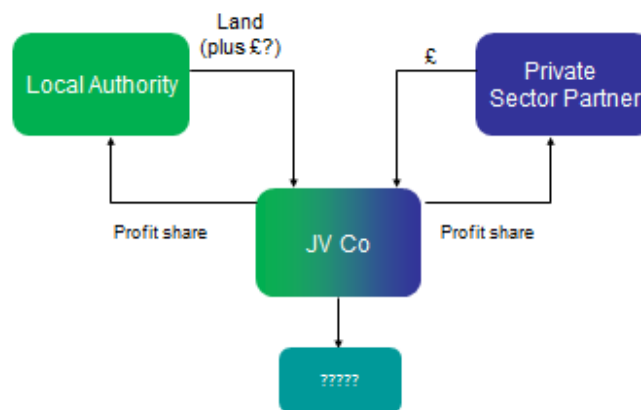 Land
(plus £?)
Local Authority
£
Private
Sector Partner
Profit share
JV Co
Profit share
?????